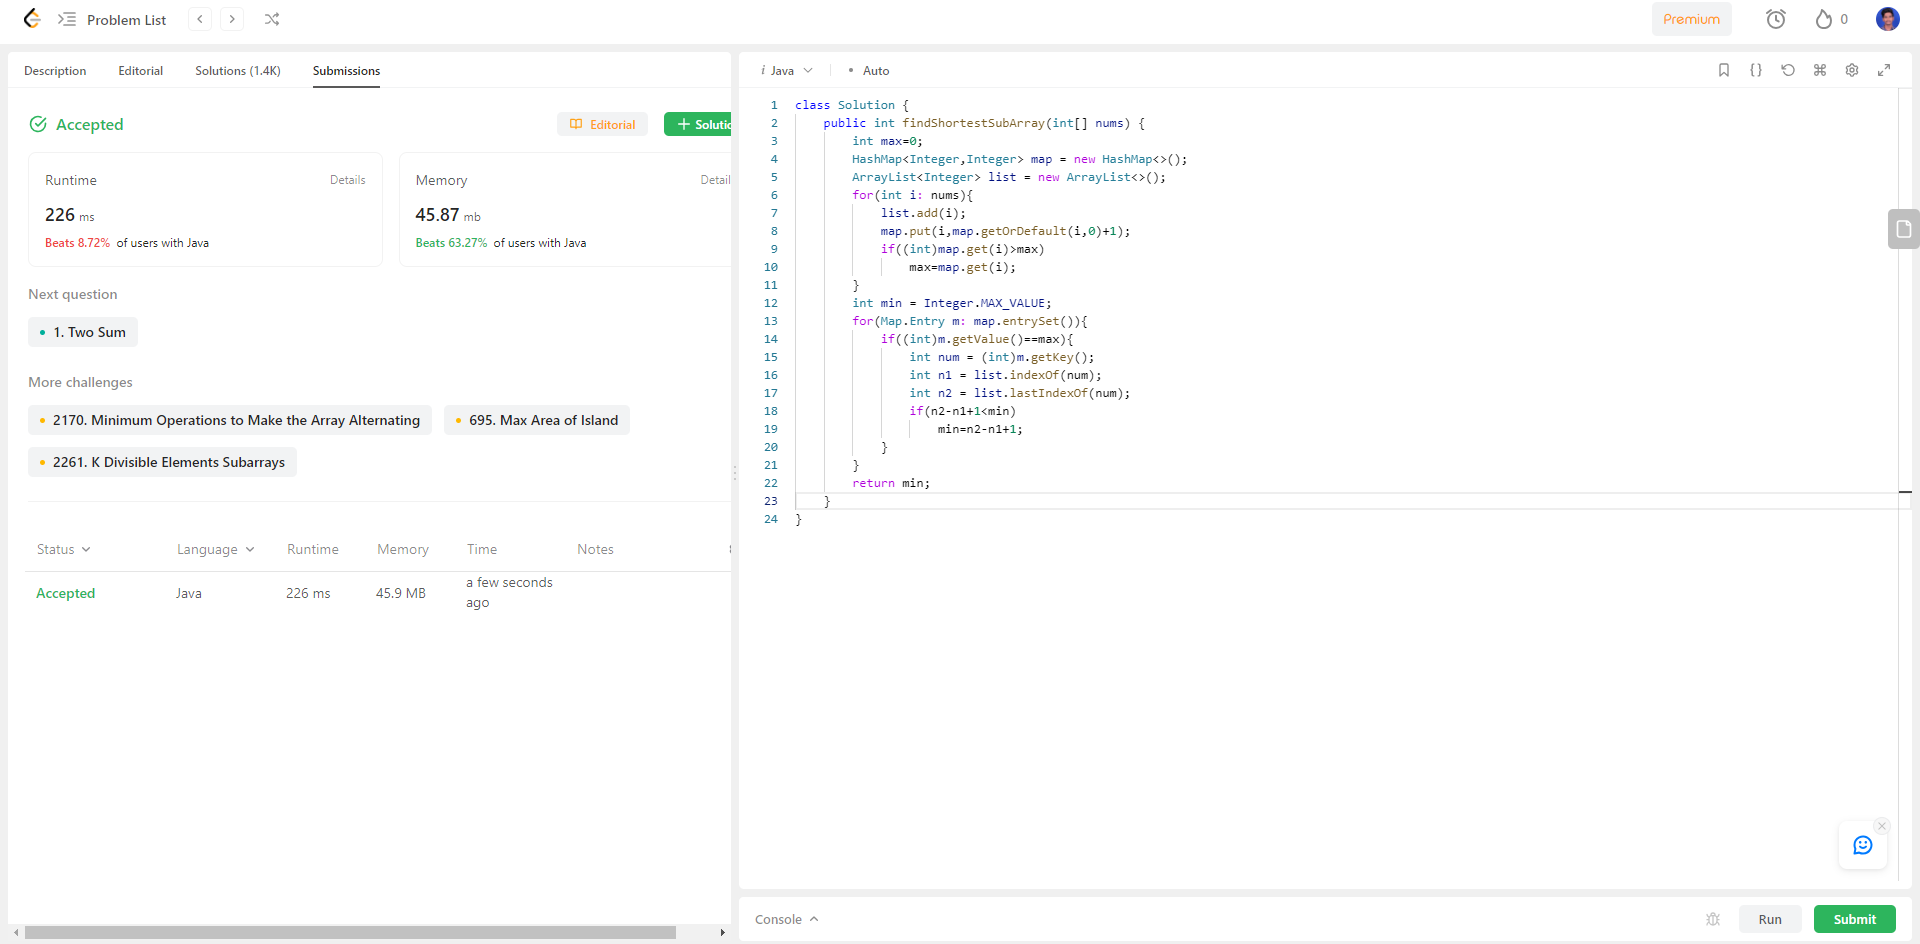 Problem List
Premium
0
Description Editorial Solutions (1.4K) Submissions
Accepted
Editorial
Runtime
Details
226 ms
Beats 8.72% of users with Java
Memory
45.87 mb
Beats 63.27% of users with Java
Next question
1. Two Sum
More challenges
2170. Minimum Operations to Make the Array Alternating
695. Max Area of Island
2261. K Divisible Elements Subarrays
Status Language Runtime Memory Time Notes
Accepted Java 226 ms 45.9 MB a few seconds
ago
i Java • Auto
{}
1 class Solution {
2 public int findShortestSubArray(int[] nums) {
3 int max=0;
4 HashMap<Integer,Integer> map = new HashMap<>();
5 ArrayList<Integer> list = new ArrayList<>();
6 for(int i: nums){
7 list.add(i);
8 map.put(i,map.getOrDefault(i,0)+1);
9 if((int)map.get(i)>max)
10 max=map.get(i);
11 }
12 int min = Integer.MAX_VALUE;
13 for(Map.Entry m: map.entrySet()){
14 if((int)m.getValue()==max){
15 int num = (int)m.getKey();
16 int n1 = list.indexOf(num);
17 int n2 = list.lastIndexOf(num);
18 if(n2-n1+1<min)
19 min=n2-n1+1;
20 }
21 }
22 return min;
23 }
24 }
Console
Run
Submit